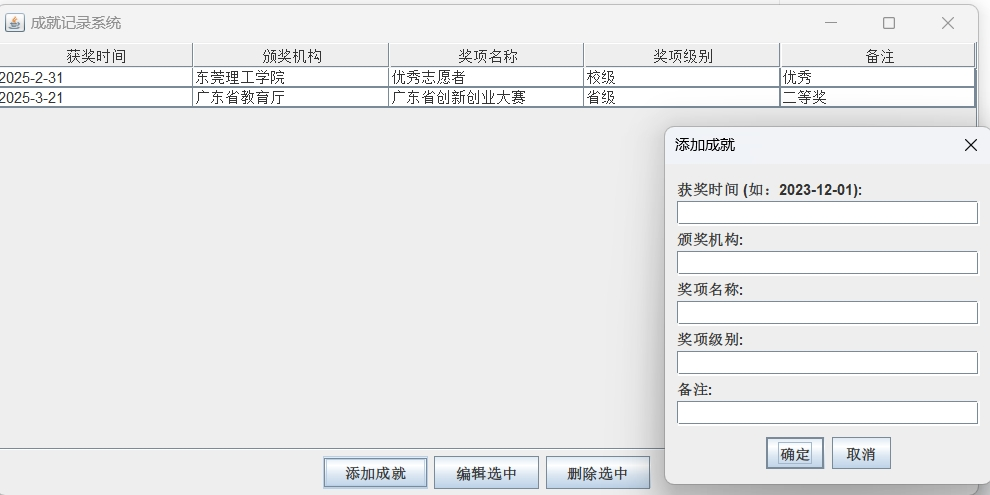 成就记录系统
获奖时间 颁奖机构 奖项名称 奖项级别 备注
2025-2-31 东莞理工学院 优秀志愿者 校级 优秀
2025-3-21 广东省教育厅 广东省创新创业大赛 省级 二等奖
添加成就
获奖时间 (如：2023-12-01):
颁奖机构:
奖项名称:
奖项级别:
备注:
确定 取消
添加成就 编辑选中 删除选中